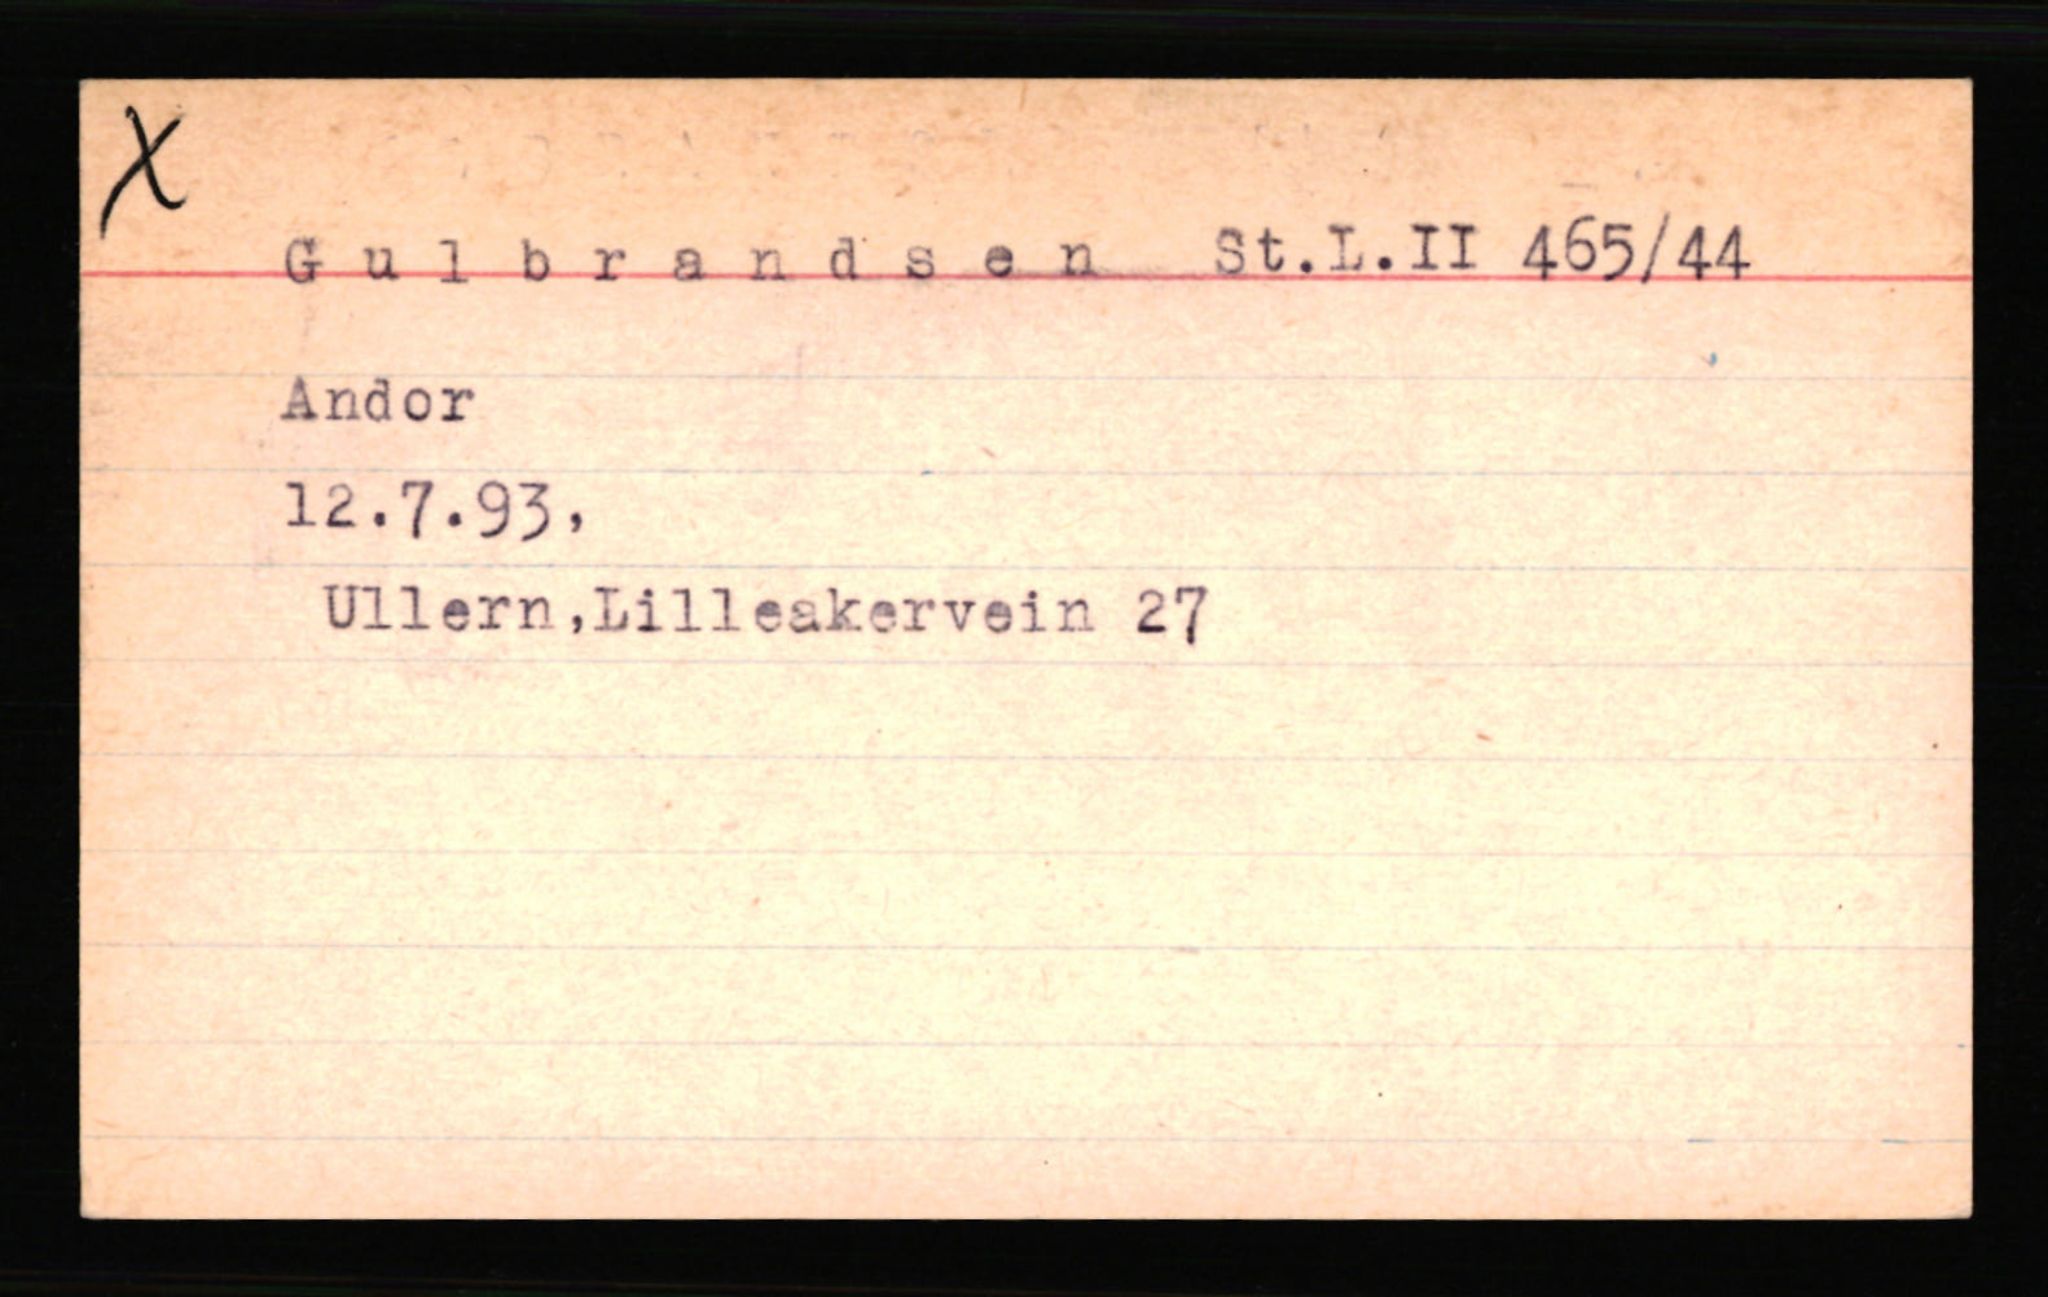 X
G u l b r a n d s e n St.L.II 465/44
Andor
12.7.93,
Ullern,Lilleakervein 27